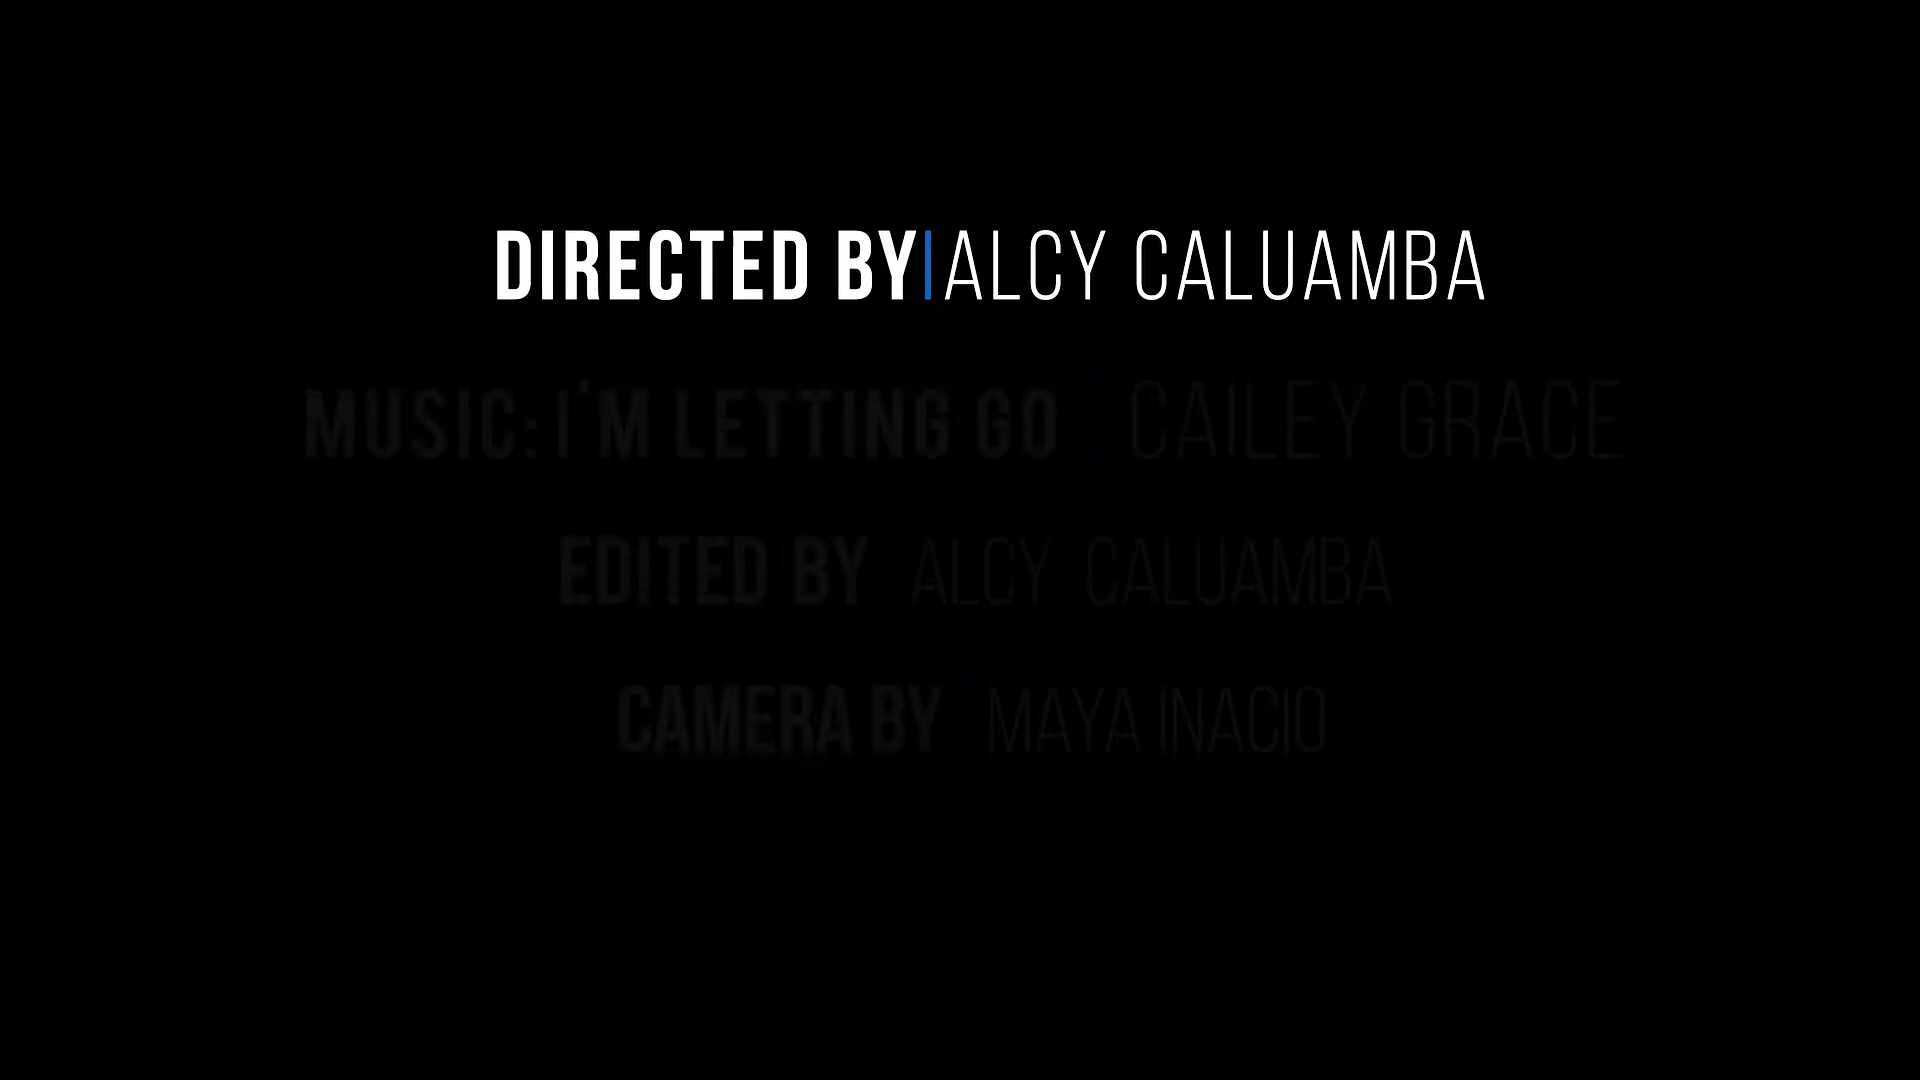 DIRECTED BY|ALCY CALUAMBA
MUSIC: I'M LETTING GO CAILEY GRACE
EDITED BY ALCY CALUAMBA
CAMERA BY MAYA INACIO